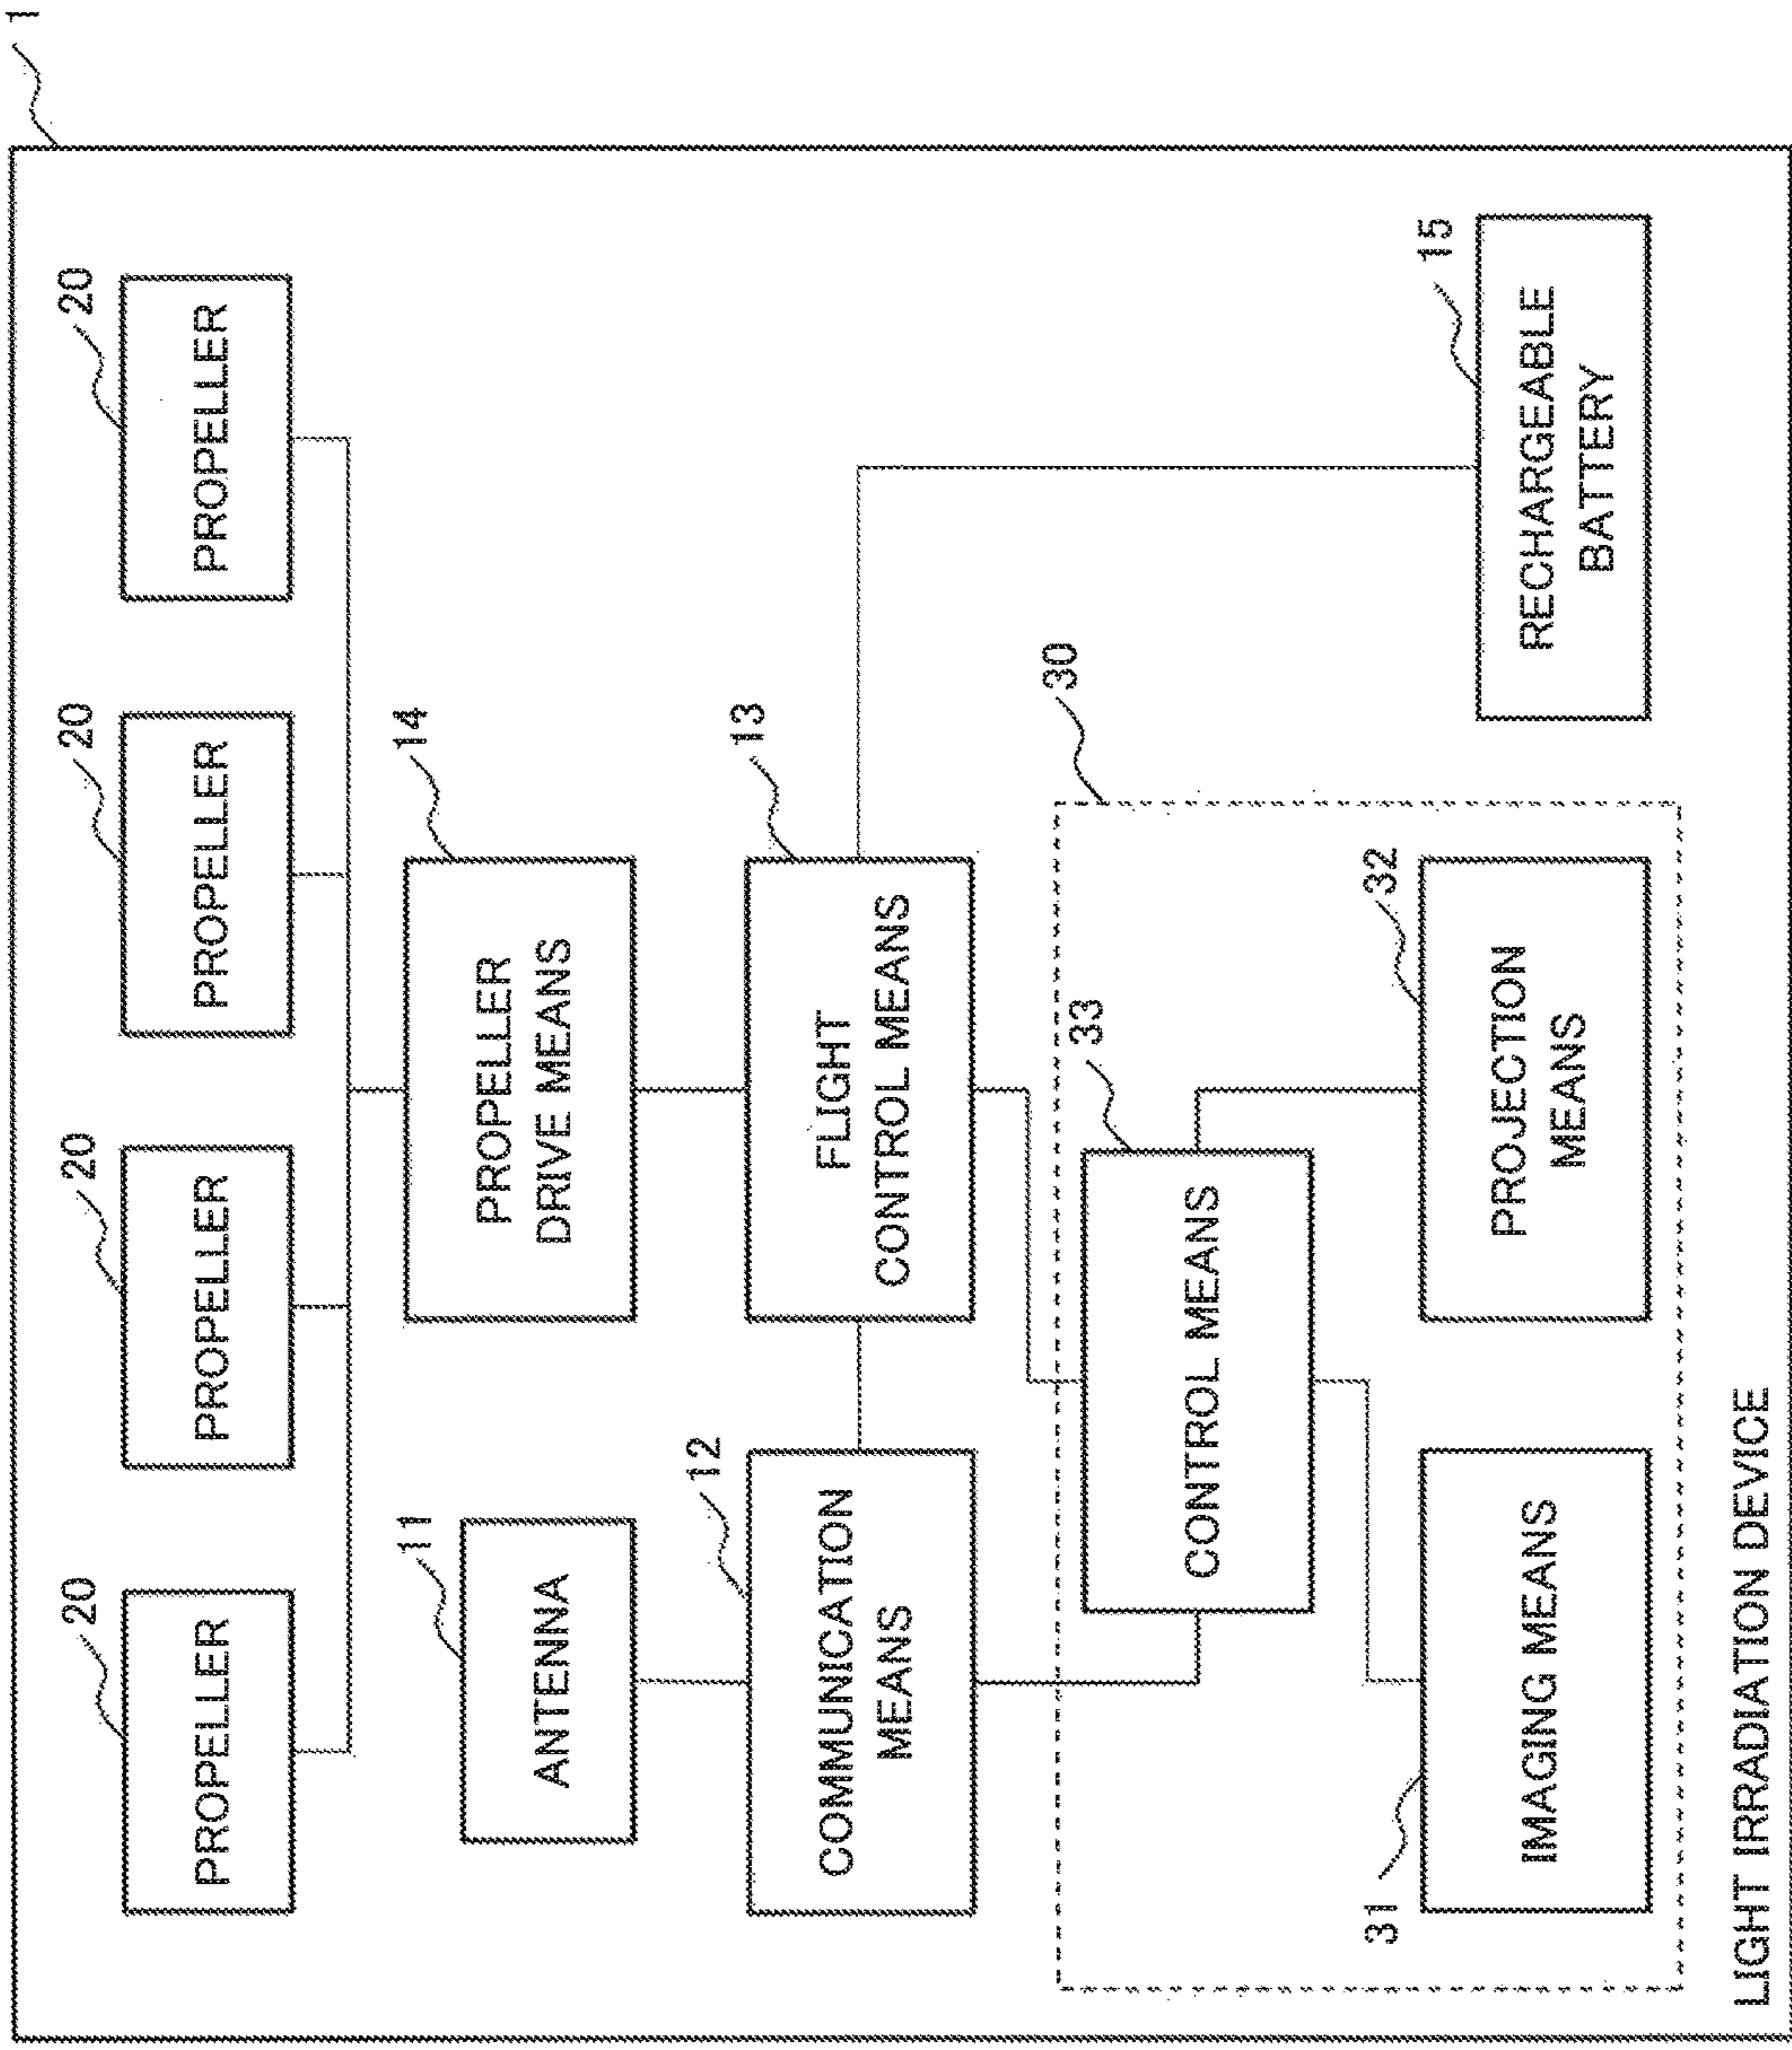 1
20
PROPELLER
20
PROPELLER
20
PROPELLER
20
PROPELLER
11
ANTENNA
14
PROPELLER
DRIVE MEANS
12
COMMUNICATION
MEANS
13
FLIGHT
CONTROL MEANS
30
33
CONTROL MEANS
31
IMAGING MEANS
32
PROJECTION
MEANS
15
RECHARGEABLE
BATTERY
LIGHT IRRADIATION DEVICE